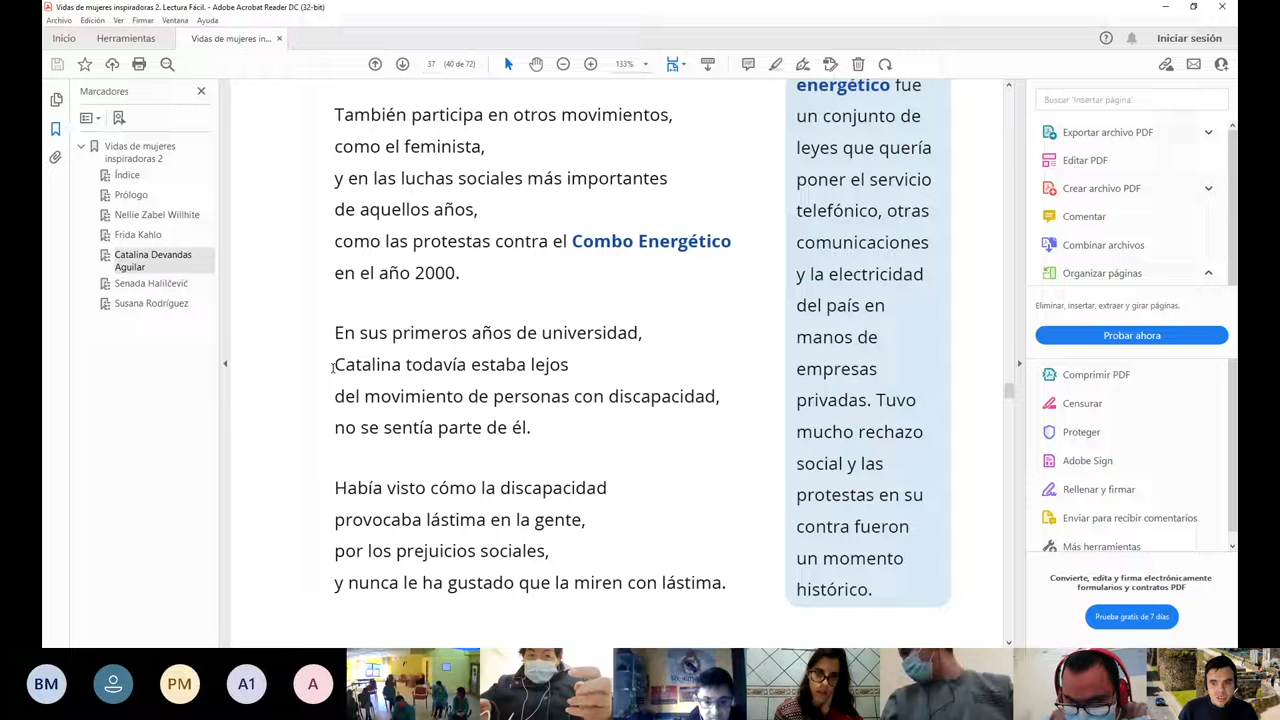 Vidas de mujeres inspiradoras 2. Lectura Fácil. - Adobe Acrobat Reader DC (32-bit)
Archivo Edición Ver Firmar Ventana Ayuda
Inicio Herramientas Vidas de mujeres in... × Iniciar sesión
37 (40 de 72) 133%
Marcadores
Vidas de mujeres
inspiradoras 2
Índice
Prólogo
Nellie Zabel Willhite
Frida Kahlo
Catalina Devandas
Aguilar
Senada Halilčević
Susana Rodríguez
También participa en otros movimientos,
como el feminista,
y en las luchas sociales más importantes
de aquellos años,
como las protestas contra el Combo Energético
en el año 2000.
En sus primeros años de universidad,
Catalina todavía estaba lejos
del movimiento de personas con discapacidad,
no se sentía parte de él.
Había visto cómo la discapacidad
provocaba lástima en la gente,
por los prejuicios sociales,
y nunca le ha gustado que la miren con lástima.
energético fue
un conjunto de
leyes que quería
poner el servicio
telefónico, otras
comunicaciones
y la electricidad
del país en
manos de
empresas
privadas. Tuvo
mucho rechazo
social y las
protestas en su
contra fueron
un momento
histórico.
Buscar 'Insertar página'
Exportar archivo PDF
Editar PDF
Crear archivo PDF
Comentar
Combinar archivos
Organizar páginas
Eliminar, insertar, extraer y girar páginas.
Probar ahora
Comprimir PDF
Censurar
Proteger
Adobe Sign
Rellenar y firmar
Enviar para recibir comentarios
Más herramientas
Convierte, edita y firma electrónicamente
formularios y contratos PDF
Prueba gratis de 7 días
BM PM A1 A